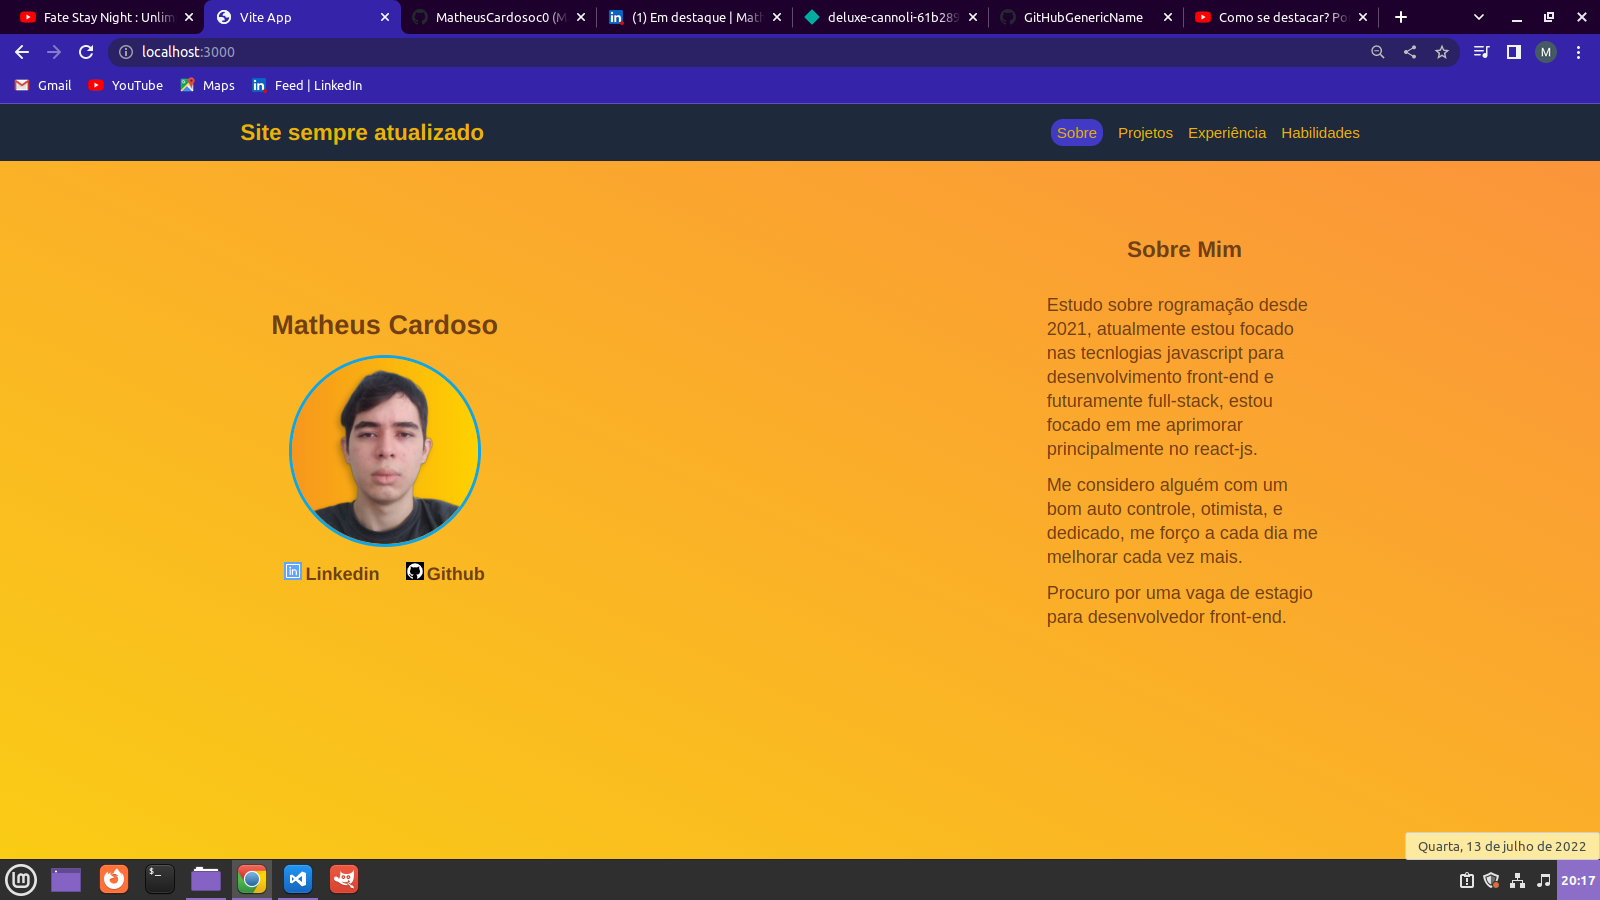 Fate Stay Night : Unlim
Vite App
MatheusCardosoc0 (M
(1) Em destaque | Math
deluxe-cannoli-61b289
GitHubGenericName
Como se destacar? Po
localhost:3000
M
Gmail
YouTube
Maps
Feed | LinkedIn
Site sempre atualizado
Sobre
Projetos
Experiência
Habilidades
Matheus Cardoso
Linkedin
Github
Sobre Mim
Estudo sobre rogramação desde
2021, atualmente estou focado
nas tecnlogias javascript para
desenvolvimento front-end e
futuramente full-stack, estou
focado em me aprimorar
principalmente no react-js.
Me considero alguém com um
bom auto controle, otimista, e
dedicado, me forço a cada dia me
melhorar cada vez mais.
Procuro por uma vaga de estagio
para desenvolvedor front-end.
Quarta, 13 de julho de 2022
20:17